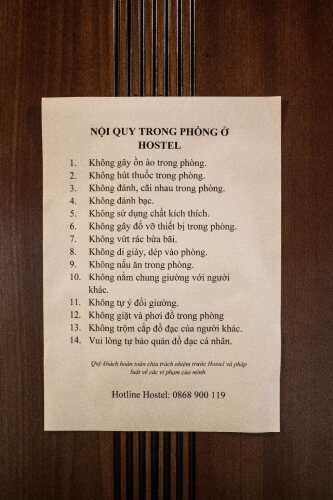 NỘI QUY TRONG PHÒNG Ở
HOSTEL
1. Không gây ồn ào trong phòng.
2. Không hút thuốc trong phòng.
3. Không đánh, cãi nhau trong phòng.
4. Không đánh bạc.
5. Không sử dụng chất kích thích.
6. Không gây đổ vỡ thiết bị trong phòng.
7. Không vứt rác bừa bãi.
8. Không đi giày, dép vào phòng.
9. Không nấu ăn trong phòng.
10. Không nằm chung giường với người
khác.
11. Không tự ý đổi giường.
12. Không giặt và phơi đồ trong phòng
13. Không trộm cắp đồ đạc của người khác.
14. Vui lòng tự bảo quản đồ đạc cá nhân.
Quý khách hoàn toàn chịu trách nhiệm trước Hostel và pháp
luật về các vi phạm của mình.
Hotline Hostel: 0868 900 119